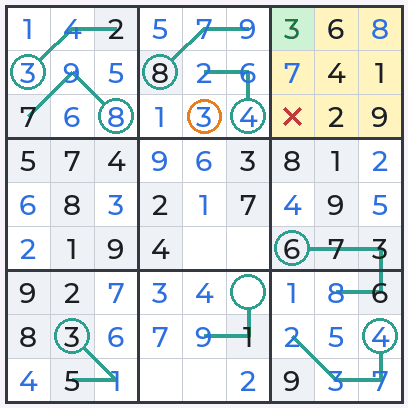 1 4 2 5 7 9 3 6 8
3 9 5 8 2 6 7 4 1
7 6 8 1 3 4 × 2 9
5 7 4 9 6 3 8 1 2
6 8 3 2 1 7 4 9 5
2 1 9 4 6 7 3
9 2 7 3 4 1 8 6
8 3 6 7 9 1 2 5 4
4 5 1 2 9 3 7